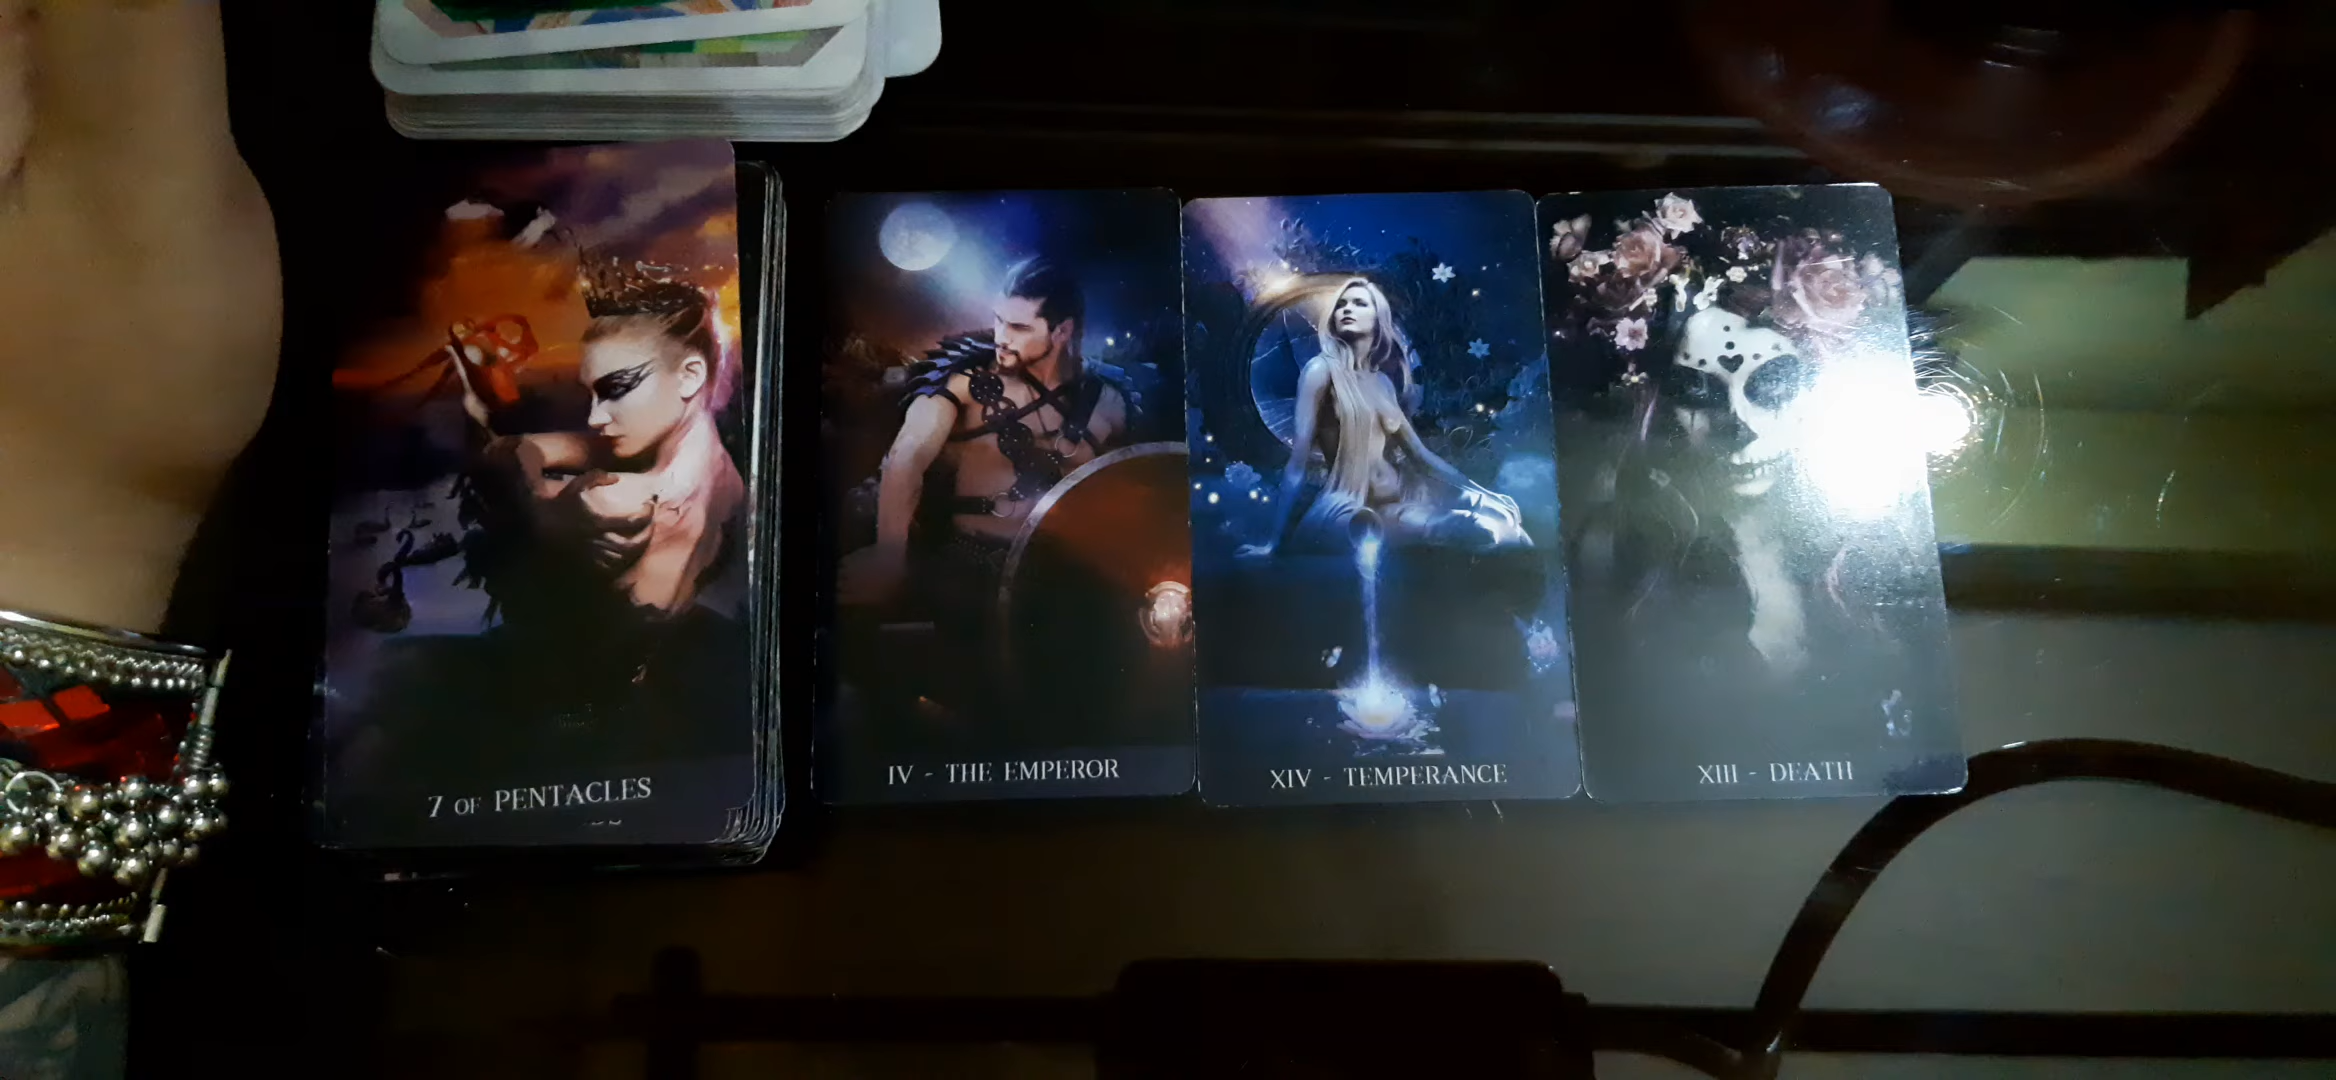 7 OF PENTACLES
IV - THE EMPEROR
XIV - TEMPERANCE
XIII - DEATH